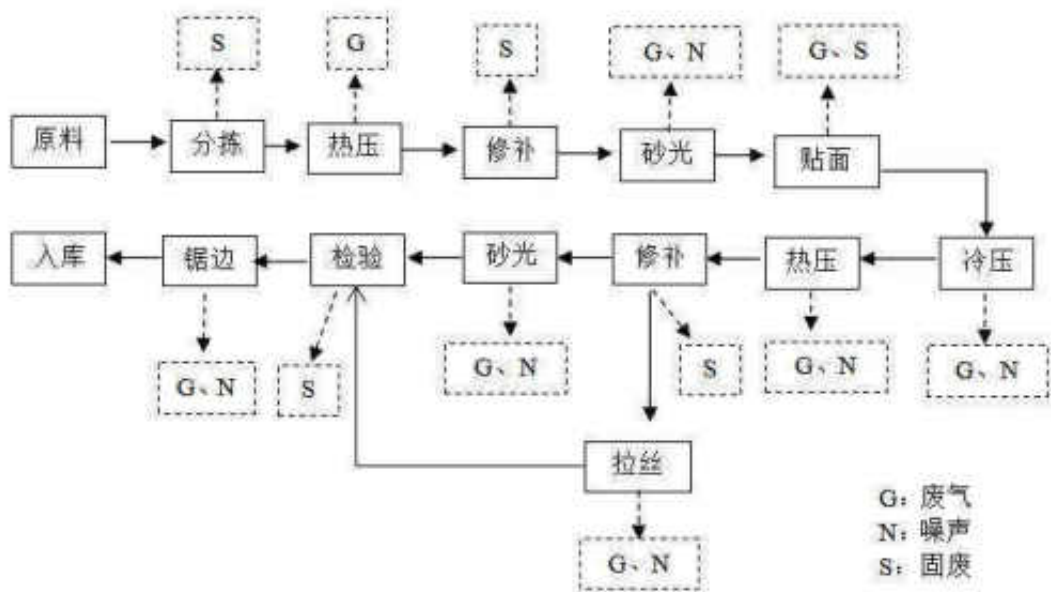 S
G
S
G、N
G、S
原料
分拣
热压
修补
砂光
贴面
入库
锯边
检验
砂光
修补
热压
冷压
G、N
S
G、N
S
G、N
G、N
拉丝
G、N
G：废气
N：噪声
S：固废